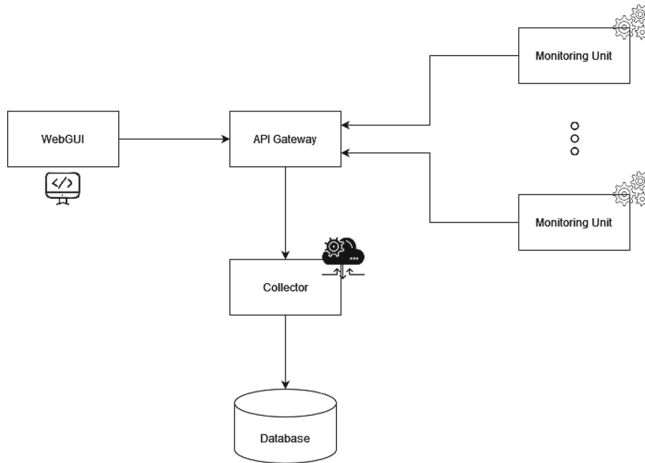 Monitoring Unit
WebGUI
API Gateway
Monitoring Unit
Collector
Database